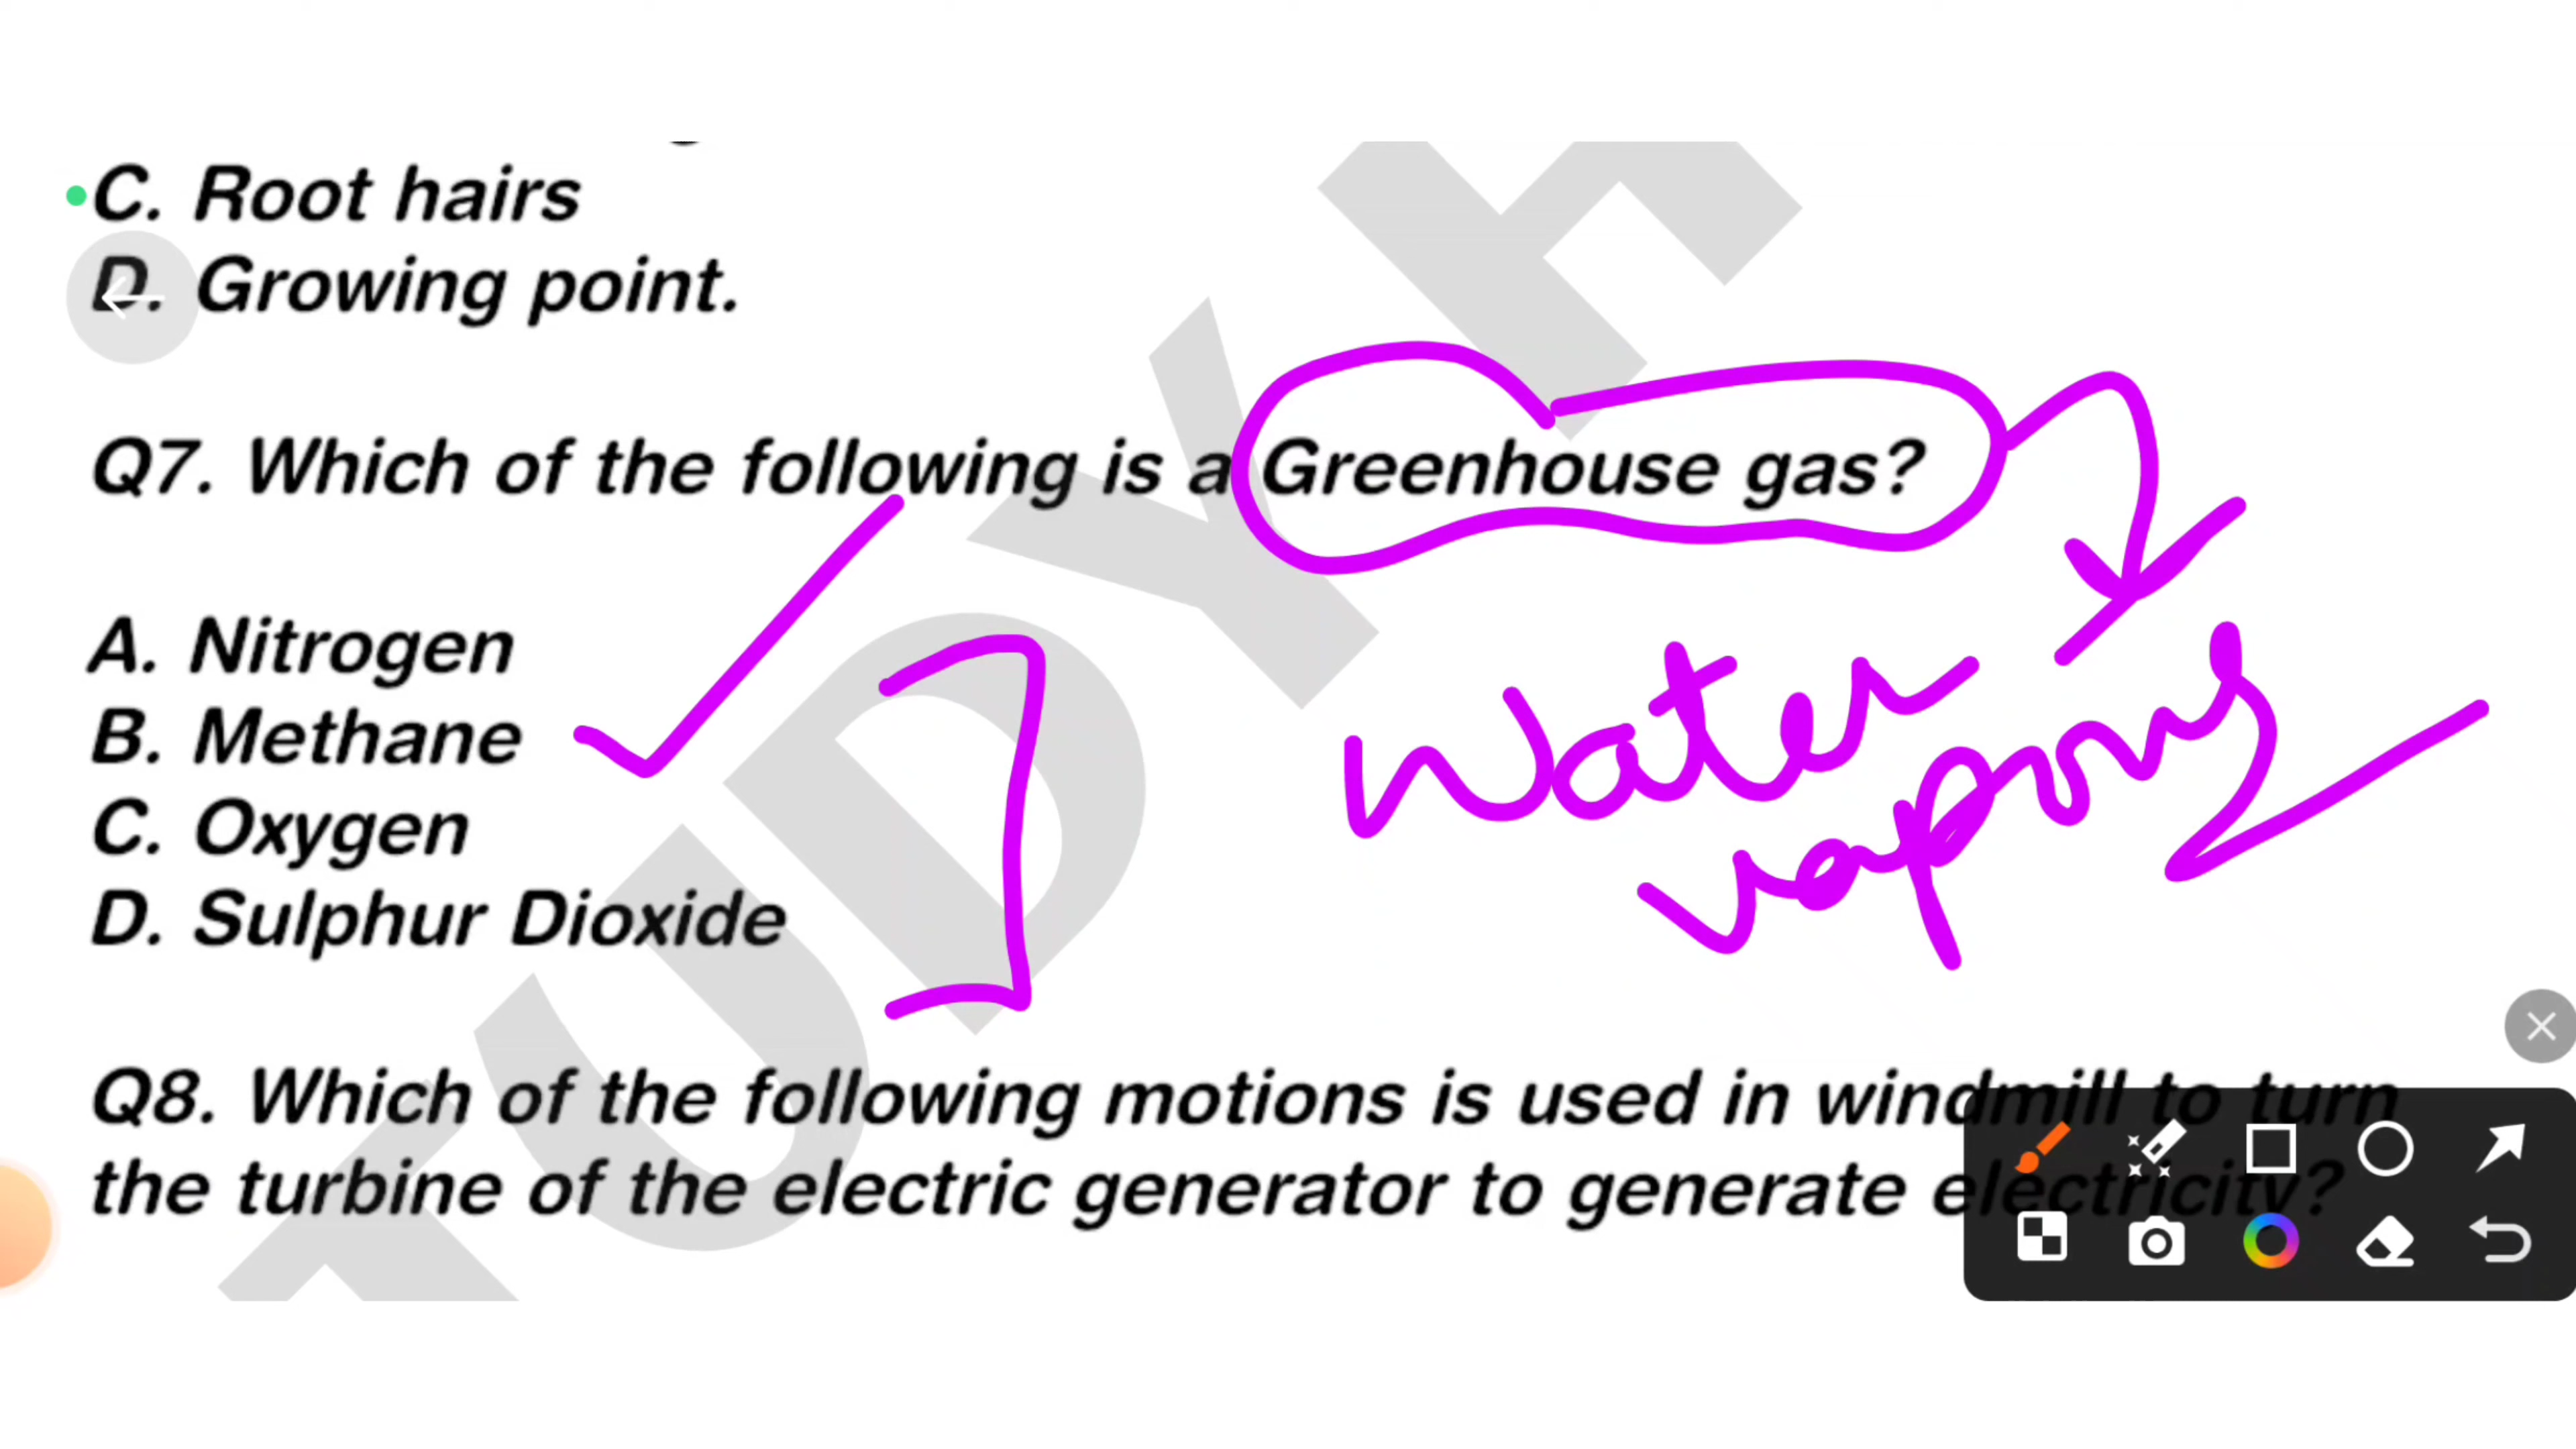 C. Root hairs
D. Growing point.
Q7. Which of the following is a Greenhouse gas?
A. Nitrogen
B. Methane
C. Oxygen
D. Sulphur Dioxide
Water
vapours
Q8. Which of the following motions is used in windmill to turn
the turbine of the electric generator to generate electricity?
TUDY